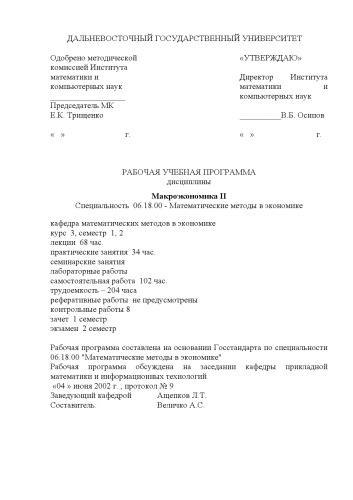 ДАЛЬНЕВОСТОЧНЫЙ ГОСУДАРСТВЕННЫЙ УНИВЕРСИТЕТ
Одобрено методической
комиссией Института
математики и
компьютерных наук
___________________
Председатель МК
Е.К. Трищенко
« » г.
«УТВЕРЖДАЮ»
Директор Института
математики и
компьютерных наук
__________В.Б. Осипов
« » г.
РАБОЧАЯ УЧЕБНАЯ ПРОГРАММА
дисциплины
Макроэкономика II
Специальность 06.18.00 - Математические методы в экономике
кафедра математических методов в экономике
курс 3, семестр 1, 2
лекции 68 час.
практические занятия 34 час.
семинарские занятия
лабораторные работы
самостоятельная работа 102 час.
трудоемкость – 204 часа
реферативные работы не предусмотрены
контрольные работы 8
зачет 1 семестр
экзамен 2 семестр
Рабочая программа составлена на основании Госстандарта по специальности
06.18.00 "Математические методы в экономике"
Рабочая программа обсуждена на заседании кафедры прикладной
математики и информационных технологий
«04 » июня 2002 г. , протокол № 9
Заведующий кафедрой Ащепков Л.Т.
Составитель: Величко А.С.